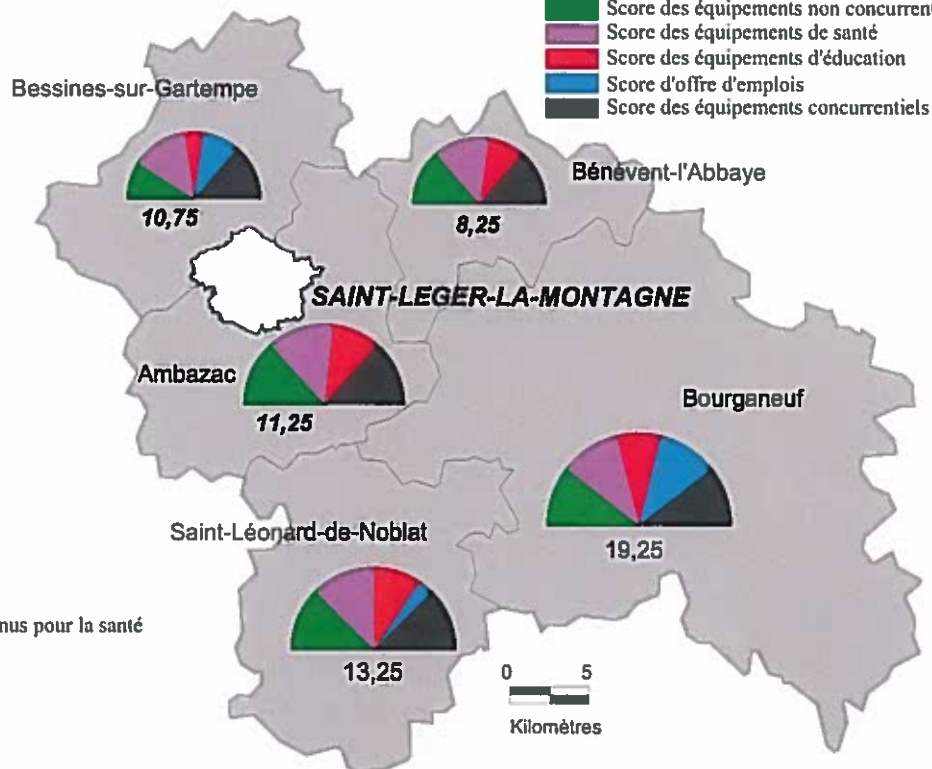 Score des équipements non concurren
Score des équipements de santé
Score des équipements d'éducation
Score d'offre d'emplois
Score des équipements concurrentiels
Bessines-sur-Gartempe
10,75
Bénévent-l'Abbaye
8,25
SAINT-LEGER-LA-MONTAGNE
Ambazac
11,25
Bourganeuf
19,25
Saint-Léonard-de-Noblat
13,25
nus pour la santé
0 5
Kilomètres